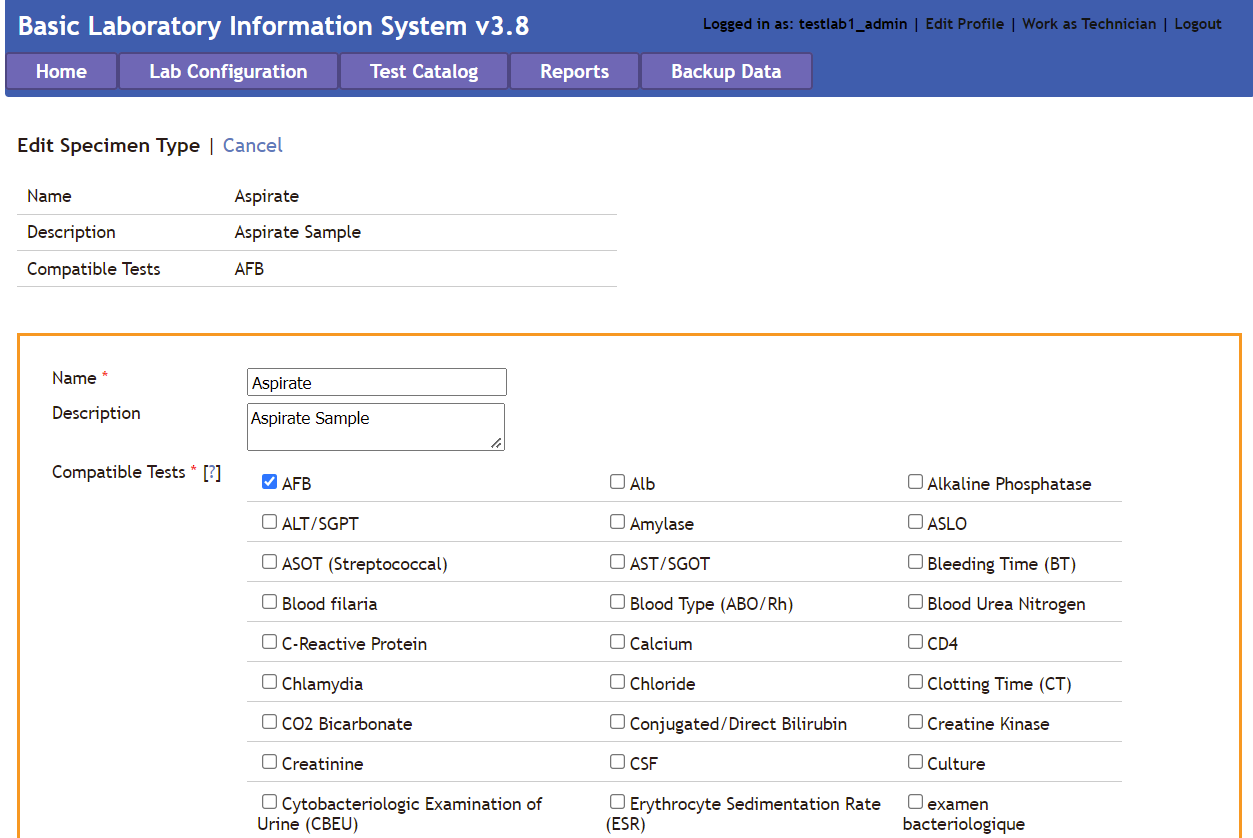 Basic Laboratory Information System v3.8
Logged in as: testlab1_admin | Edit Profile | Work as Technician | Logout
Home Lab Configuration Test Catalog Reports Backup Data
Edit Specimen Type | Cancel
Name Aspirate
Description Aspirate Sample
Compatible Tests AFB
Name * Aspirate
Description Aspirate Sample
Compatible Tests * [?]
AFB Alb Alkaline Phosphatase
ALT/SGPT Amylase ASLO
ASOT (Streptococcal) AST/SGOT Bleeding Time (BT)
Blood filaria Blood Type (ABO/Rh) Blood Urea Nitrogen
C-Reactive Protein Calcium CD4
Chlamydia Chloride Clotting Time (CT)
CO2 Bicarbonate Conjugated/Direct Bilirubin Creatine Kinase
Creatinine CSF Culture
Cytobacteriologic Examination of Erythrocyte Sedimentation Rate examen
Urine (CBEU) (ESR) bacteriologique